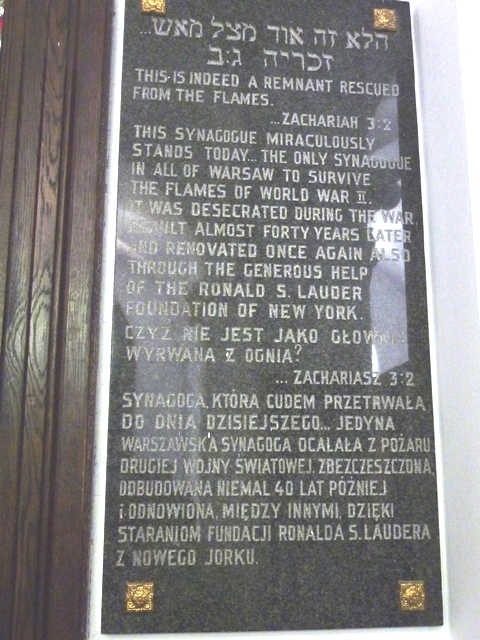 הלא זה אוד מצל מאש...
זכריה ג:ב
THIS IS INDEED A REMNANT RESCUED
FROM THE FLAMES.
...ZACHARIAH 3:2
THIS SYNAGOGUE MIRACULOUSLY
STANDS TODAY... THE ONLY SYNAGOGUE
IN ALL OF WARSAW TO SURVIVE
THE FLAMES OF WORLD WAR II.
IT WAS DESECRATED DURING THE WAR,
REBUILT ALMOST FORTY YEARS LATER
AND RENOVATED ONCE AGAIN ALSO
THROUGH THE GENEROUS HELP
OF THE RONALD S. LAUDER
FOUNDATION OF NEW YORK.
CZYŻ NIE JEST JAKO GŁOWNIA
WYRWANA Z OGNIA?
... ZACHARIASZ 3:2
SYNAGOGA, KTÓRA CUDEM PRZETRWAŁA
DO DNIA DZISIEJSZEGO... JEDYNA
WARSZAWSKA SYNAGOGA OCALAŁA Z POŻARU
DRUGIEJ WOJNY ŚWIATOWEJ. ZBEZCZESZCZONA,
ODBUDOWANA NIEMAL 40 LAT PÓŹNIEJ
I ODNOWIONA, MIĘDZY INNYMI, DZIĘKI
STARANIOM FUNDACJI RONALDA S. LAUDERA
Z NOWEGO JORKU.